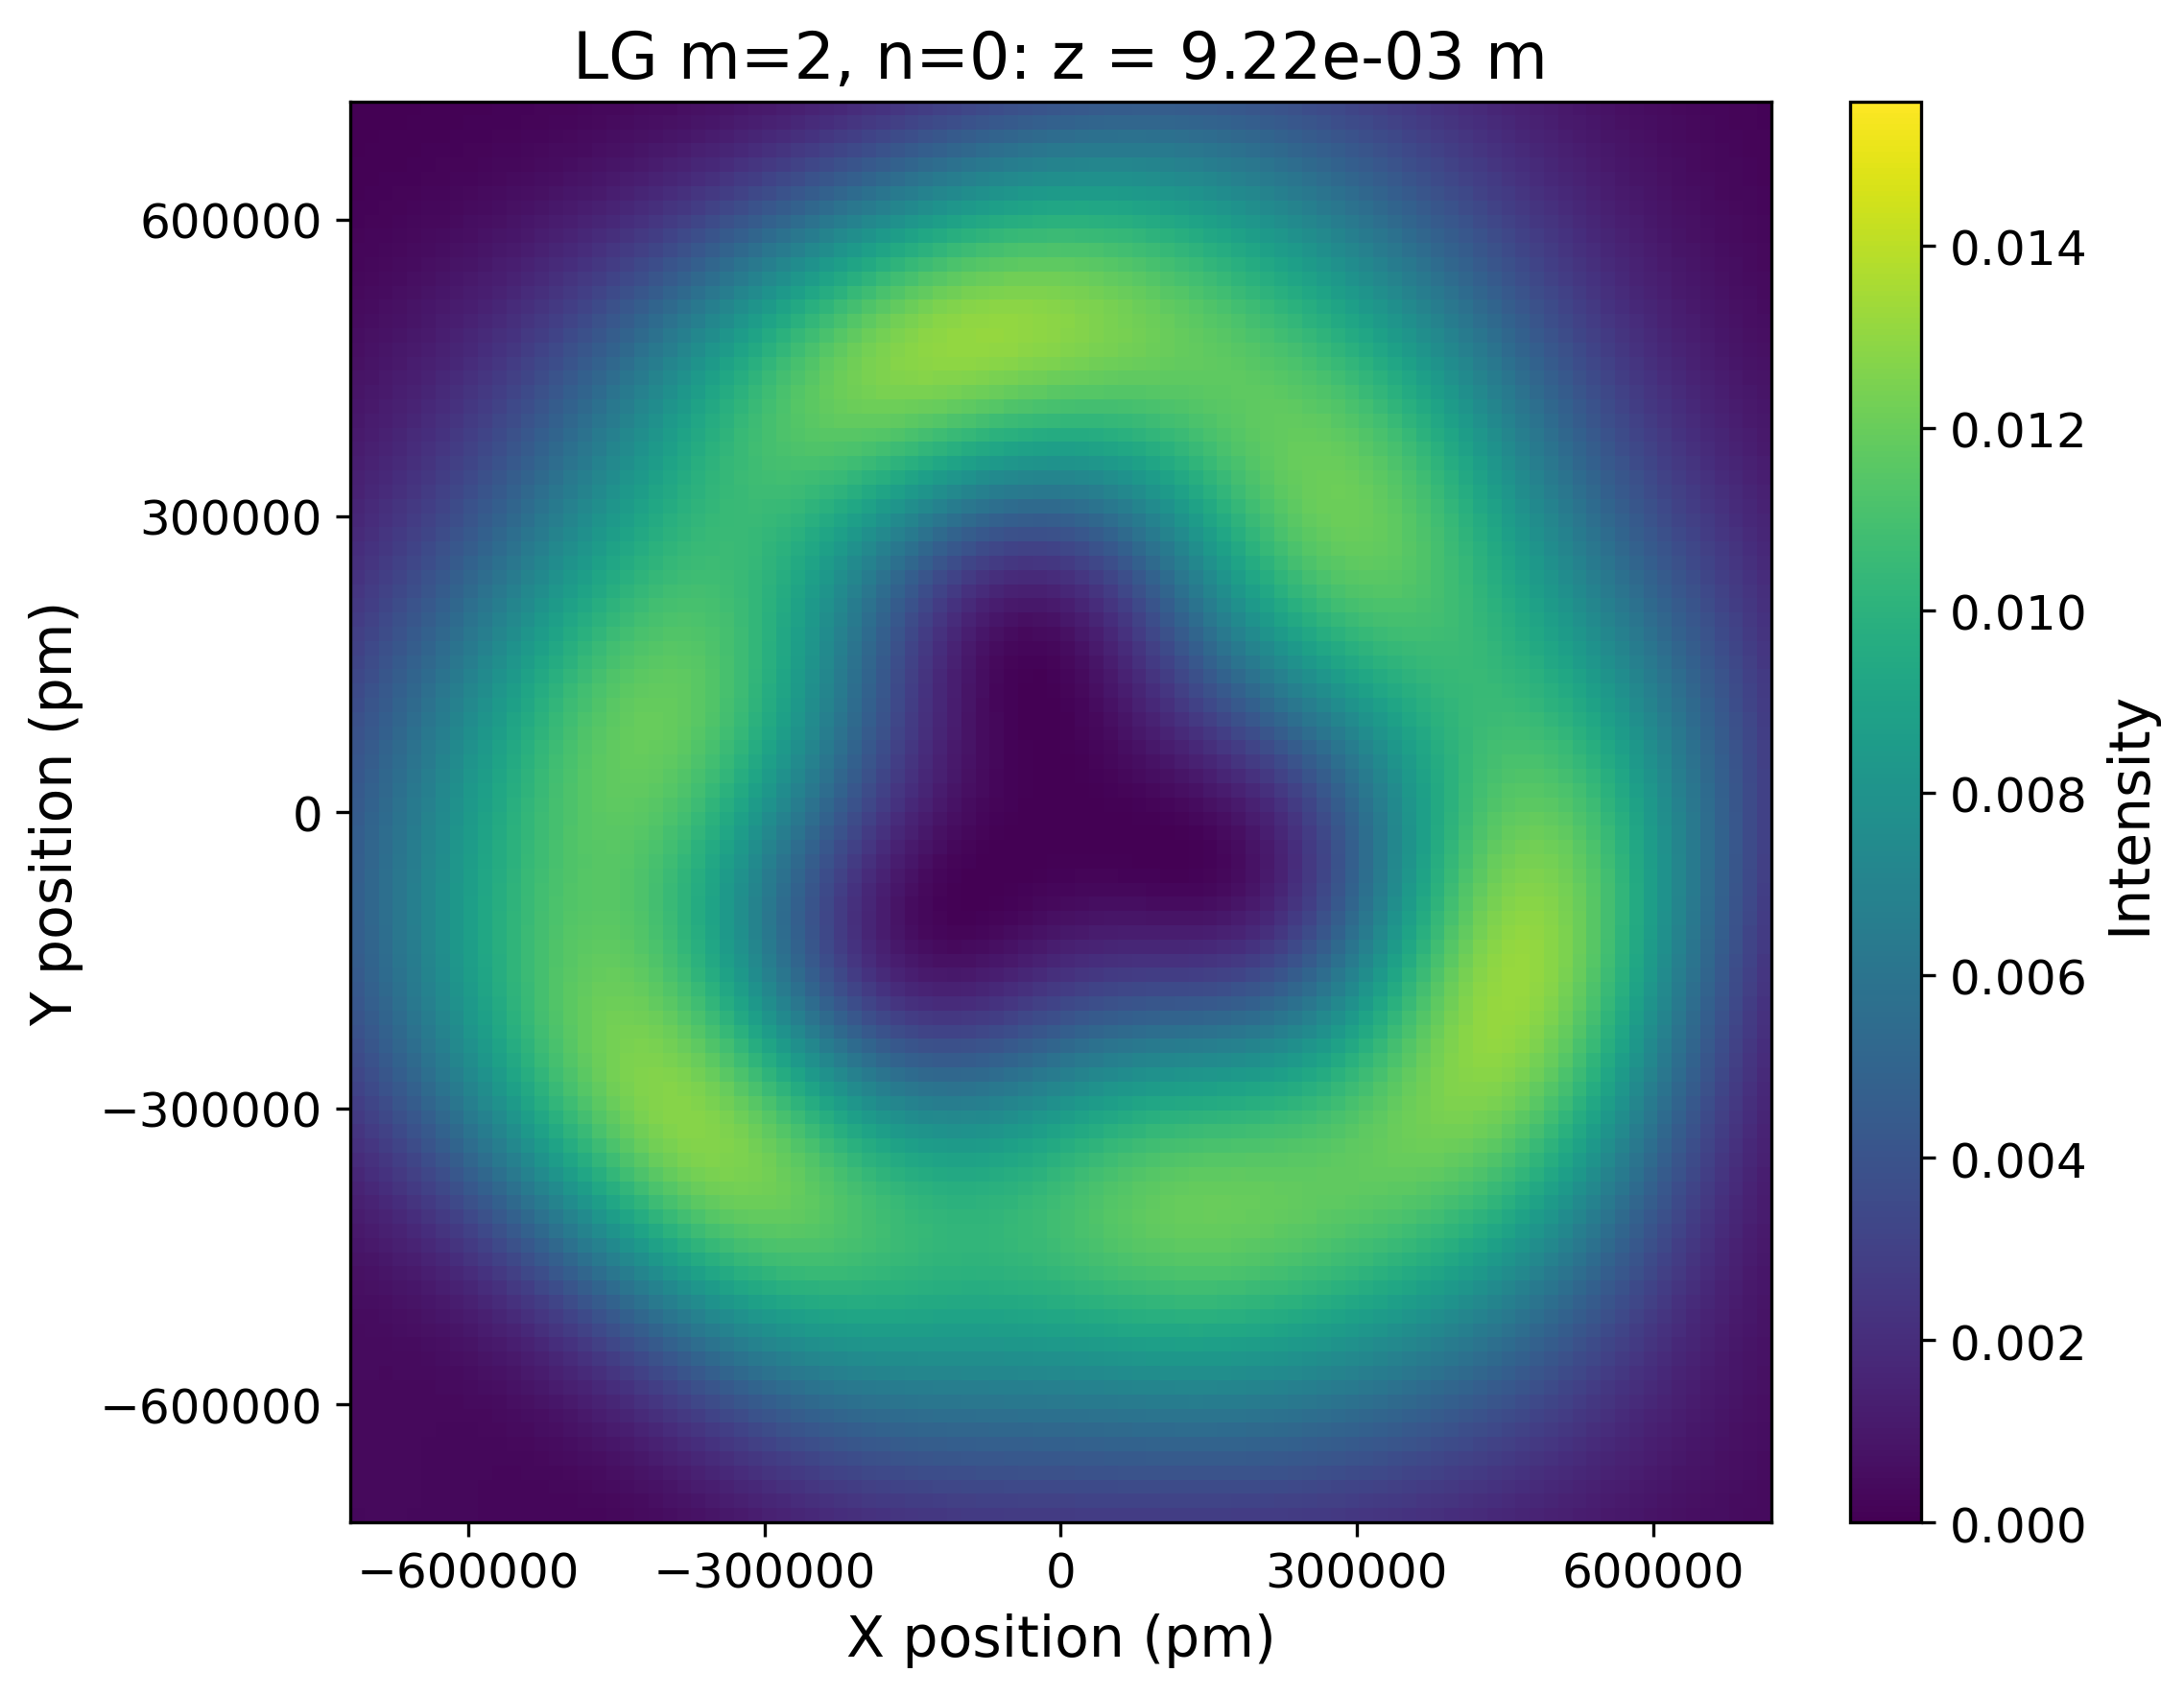 LG m=2, n=0: z = 9.22e-03 m
600000
300000
0
−300000
−600000
Y position (pm)
−600000 −300000 0 300000 600000
X position (pm)
0.014
0.012
0.010
0.008
0.006
0.004
0.002
0.000
Intensity